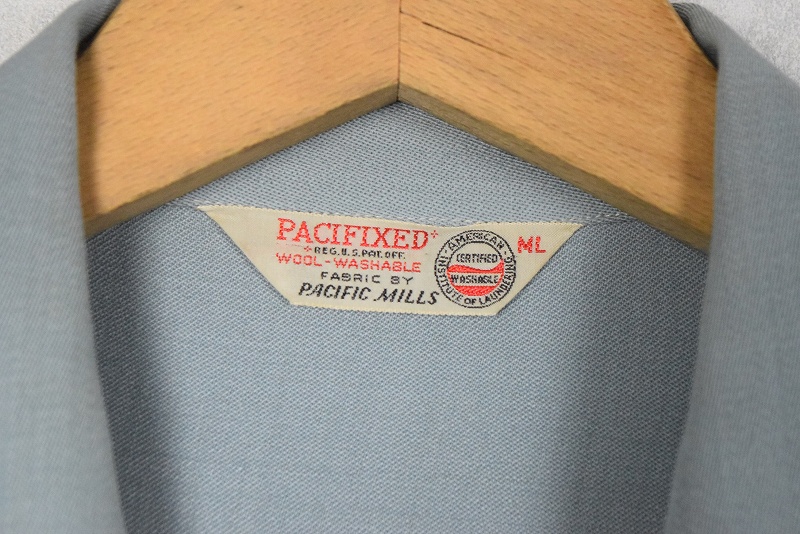 PACIFIXED+
+REG.U.S.PAT.OFF.
WOOL-WASHABLE
FABRIC BY
PACIFIC MILLS
AMERICAN INSTITUTE OF LAUNDERING
CERTIFIED
WASHABLE
ML